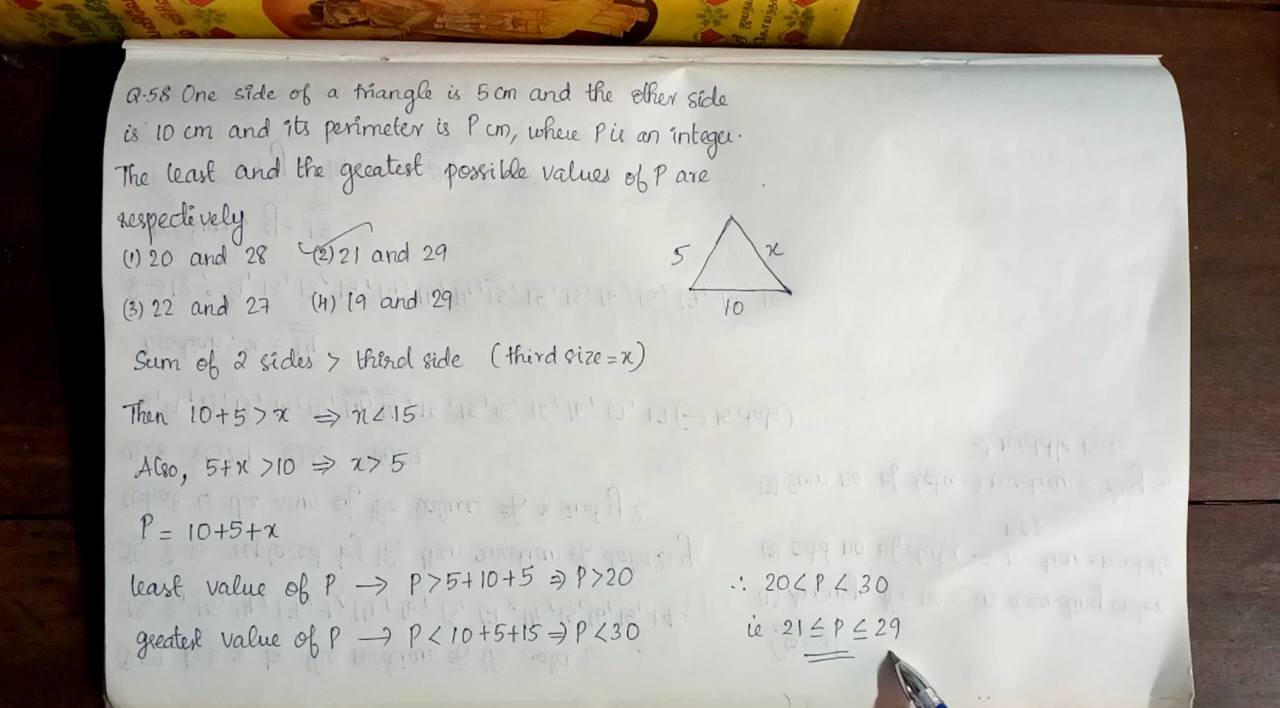 Q.58 One side of a triangle is 5 cm and the other side
is 10 cm and its perimeter is P cm, where P is an integer.
The least and the greatest possible values of P are
respectively
(1) 20 and 28 (2) 21 and 29
(3) 22 and 27 (4) 19 and 29
5
x
10
Sum of 2 sides > third side (third size = x)
Then 10+5 > x ⇒ x < 15
Also, 5+x > 10 ⇒ x > 5
P = 10+5+x
least value of P → P > 5+10+5 ⇒ P > 20
greatest value of P → P < 10+5+15 ⇒ P < 30
∴ 20 < P < 30
ie 21 ≤ P ≤ 29